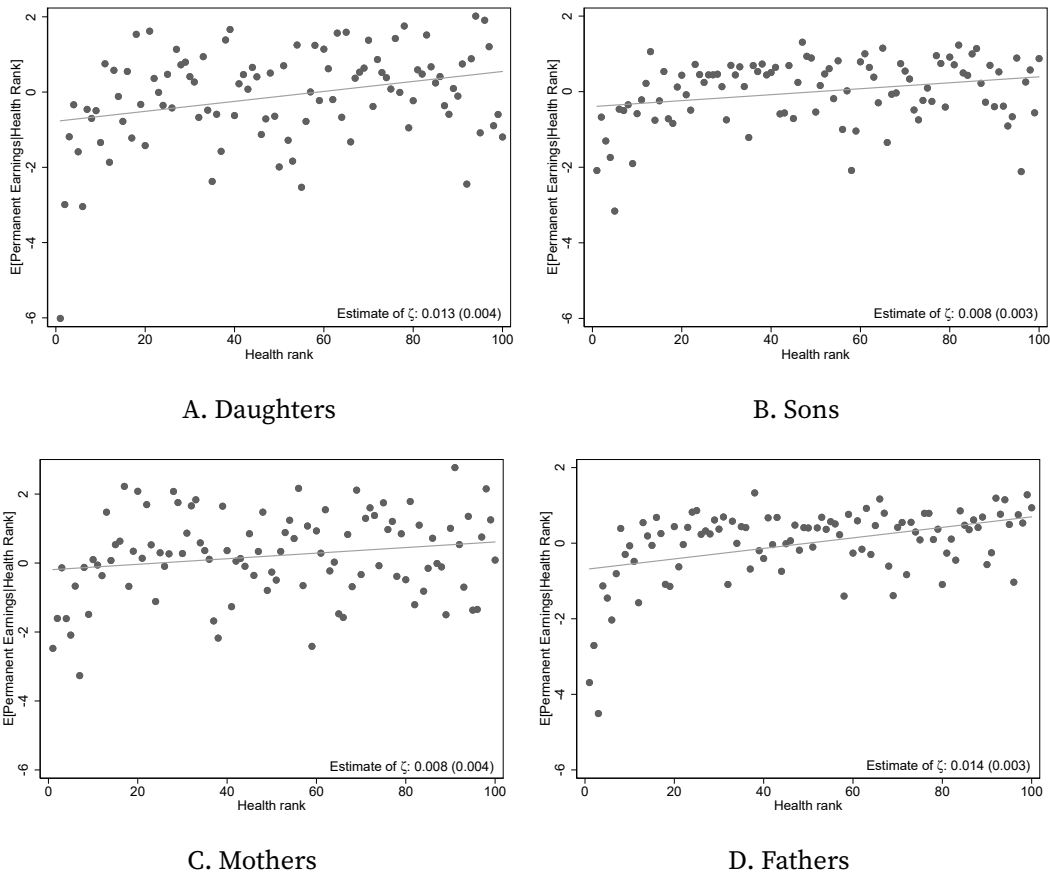 E[Permanent Earnings|Health Rank]
2
0
-2
-4
-6
Estimate of ζ: 0.013 (0.004)
0 20 40 60 80 100
Health rank
A. Daughters
E[Permanent Earnings|Health Rank]
2
0
-2
-4
-6
Estimate of ζ: 0.008 (0.003)
0 20 40 60 80 100
Health rank
B. Sons
E[Permanent Earnings|Health Rank]
2
0
-2
-4
-6
Estimate of ζ: 0.008 (0.004)
0 20 40 60 80 100
Health rank
C. Mothers
E[Permanent Earnings|Health Rank]
2
0
-2
-4
-6
Estimate of ζ: 0.014 (0.003)
0 20 40 60 80 100
Health rank
D. Fathers